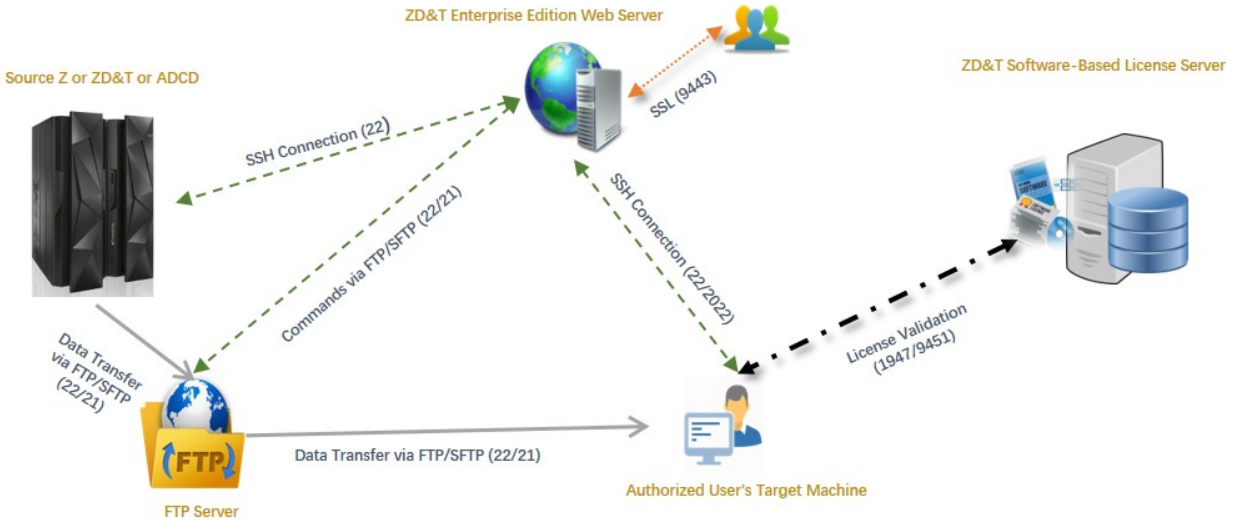 ZD&T Enterprise Edition Web Server
Source Z or ZD&T or ADCD
ZD&T Software-Based License Server
SSL (9443)
SSH Connection (22)
Commands via FTP/SFTP (22/21)
SSH Connection (22/2022)
License Validation
(1947/9451)
Data Transfer
via FTP/SFTP
(22/21)
FTP
Data Transfer via FTP/SFTP (22/21)
Authorized User's Target Machine
FTP Server